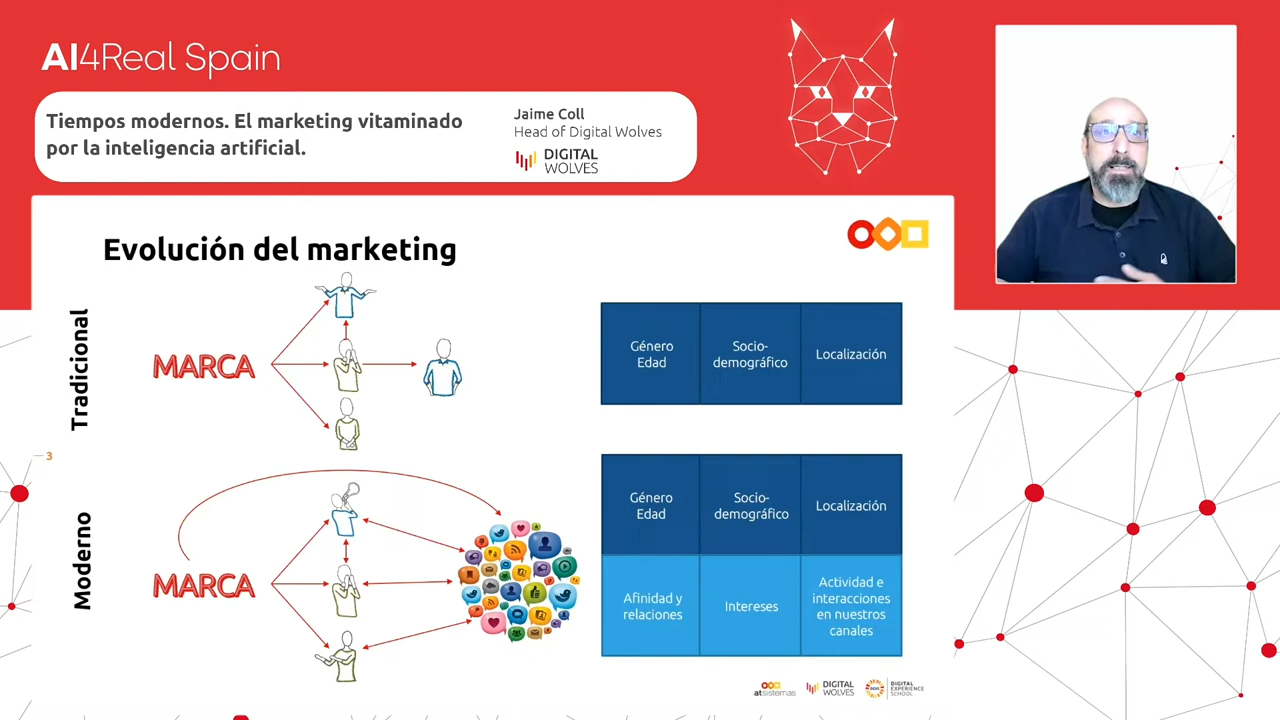 AI4Real Spain
Tiempos modernos. El marketing vitaminado
por la inteligencia artificial.
Jaime Coll
Head of Digital Wolves
DIGITAL
WOLVES
Evolución del marketing
Tradicional
MARCA
Género
Edad
Socio-
demográfico
Localización
3
Moderno
MARCA
Género
Edad
Socio-
demográfico
Localización
Afinidad y
relaciones
Intereses
Actividad e
interacciones
en nuestros
canales
atsistemas
DIGITAL
WOLVES
DIGITAL
EXPERIENCE
SCHOOL